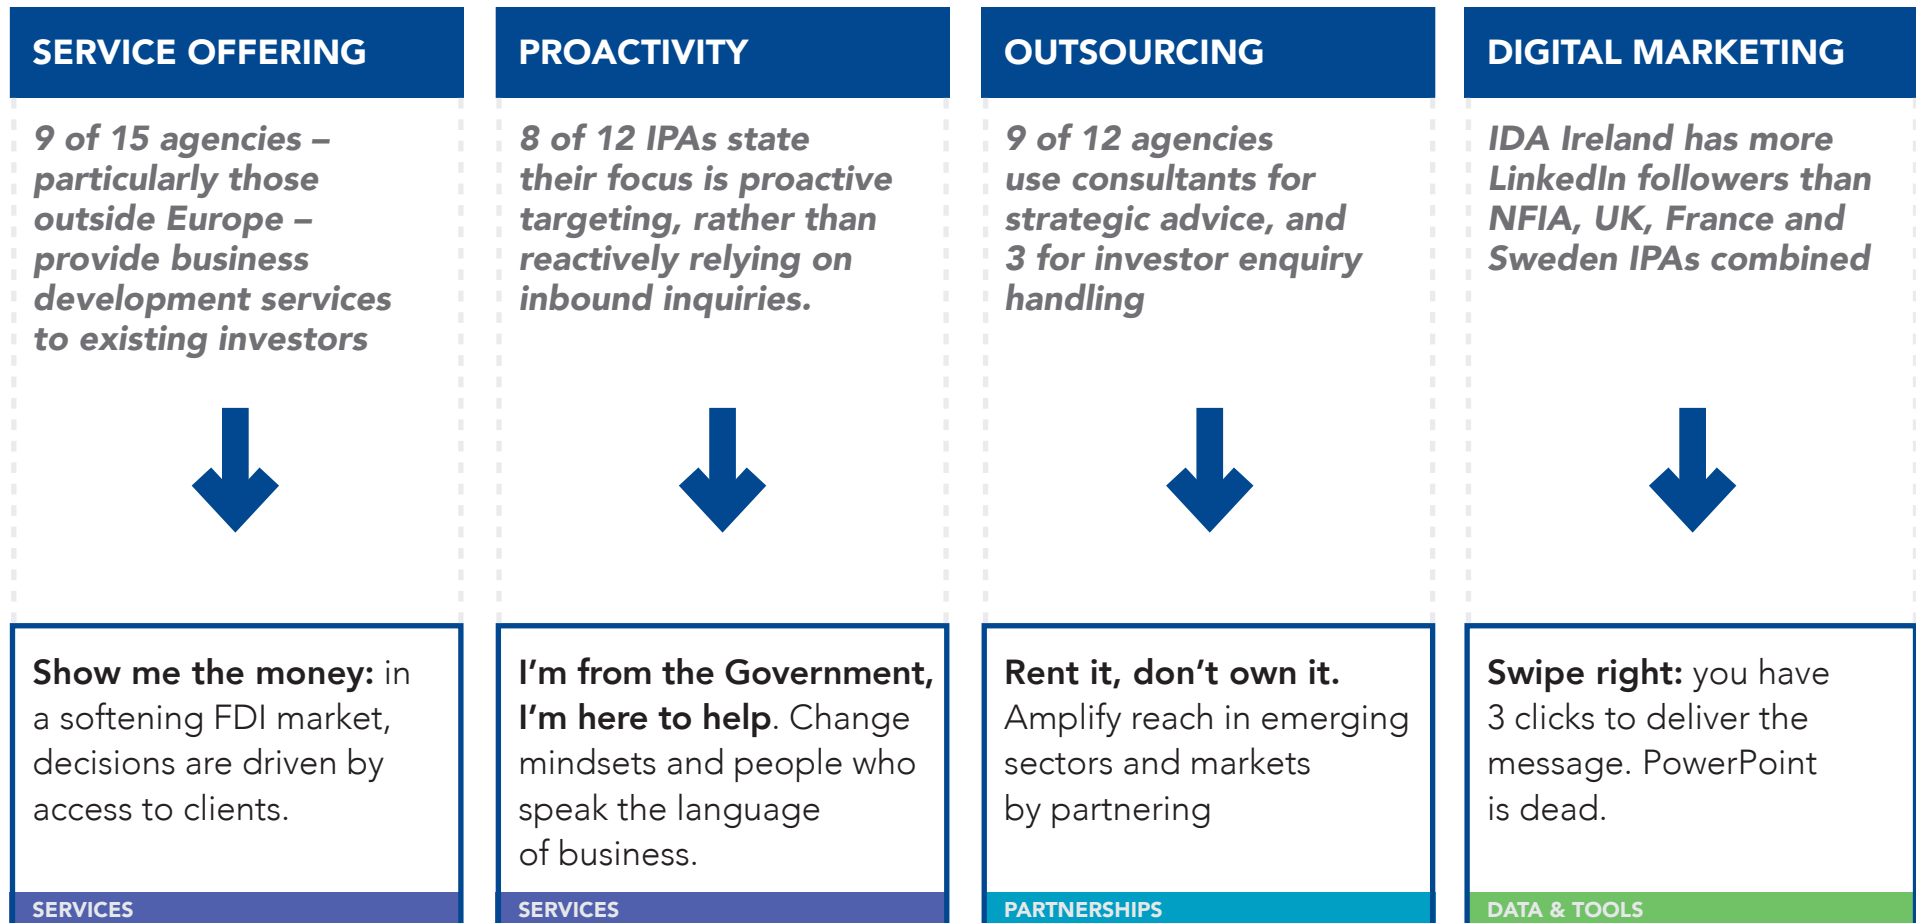 SERVICE OFFERING
9 of 15 agencies –
particularly those
outside Europe –
provide business
development services
to existing investors
Show me the money: in
a softening FDI market,
decisions are driven by
access to clients.
SERVICES
PROACTIVITY
8 of 12 IPAs state
their focus is proactive
targeting, rather than
reactively relying on
inbound inquiries.
I'm from the Government,
I'm here to help. Change
mindsets and people who
speak the language
of business.
SERVICES
OUTSOURCING
9 of 12 agencies
use consultants for
strategic advice, and
3 for investor enquiry
handling
Rent it, don't own it.
Amplify reach in emerging
sectors and markets
by partnering
PARTNERSHIPS
DIGITAL MARKETING
IDA Ireland has more
LinkedIn followers than
NFIA, UK, France and
Sweden IPAs combined
Swipe right: you have
3 clicks to deliver the
message. PowerPoint
is dead.
DATA & TOOLS